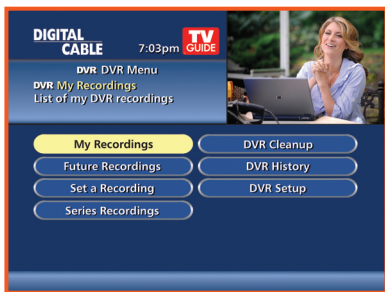 DIGITAL
CABLE
7:03pm
TV
GUIDE
DVR DVR Menu
DVR My Recordings
List of my DVR recordings
My Recordings
DVR Cleanup
Future Recordings
DVR History
Set a Recording
DVR Setup
Series Recordings